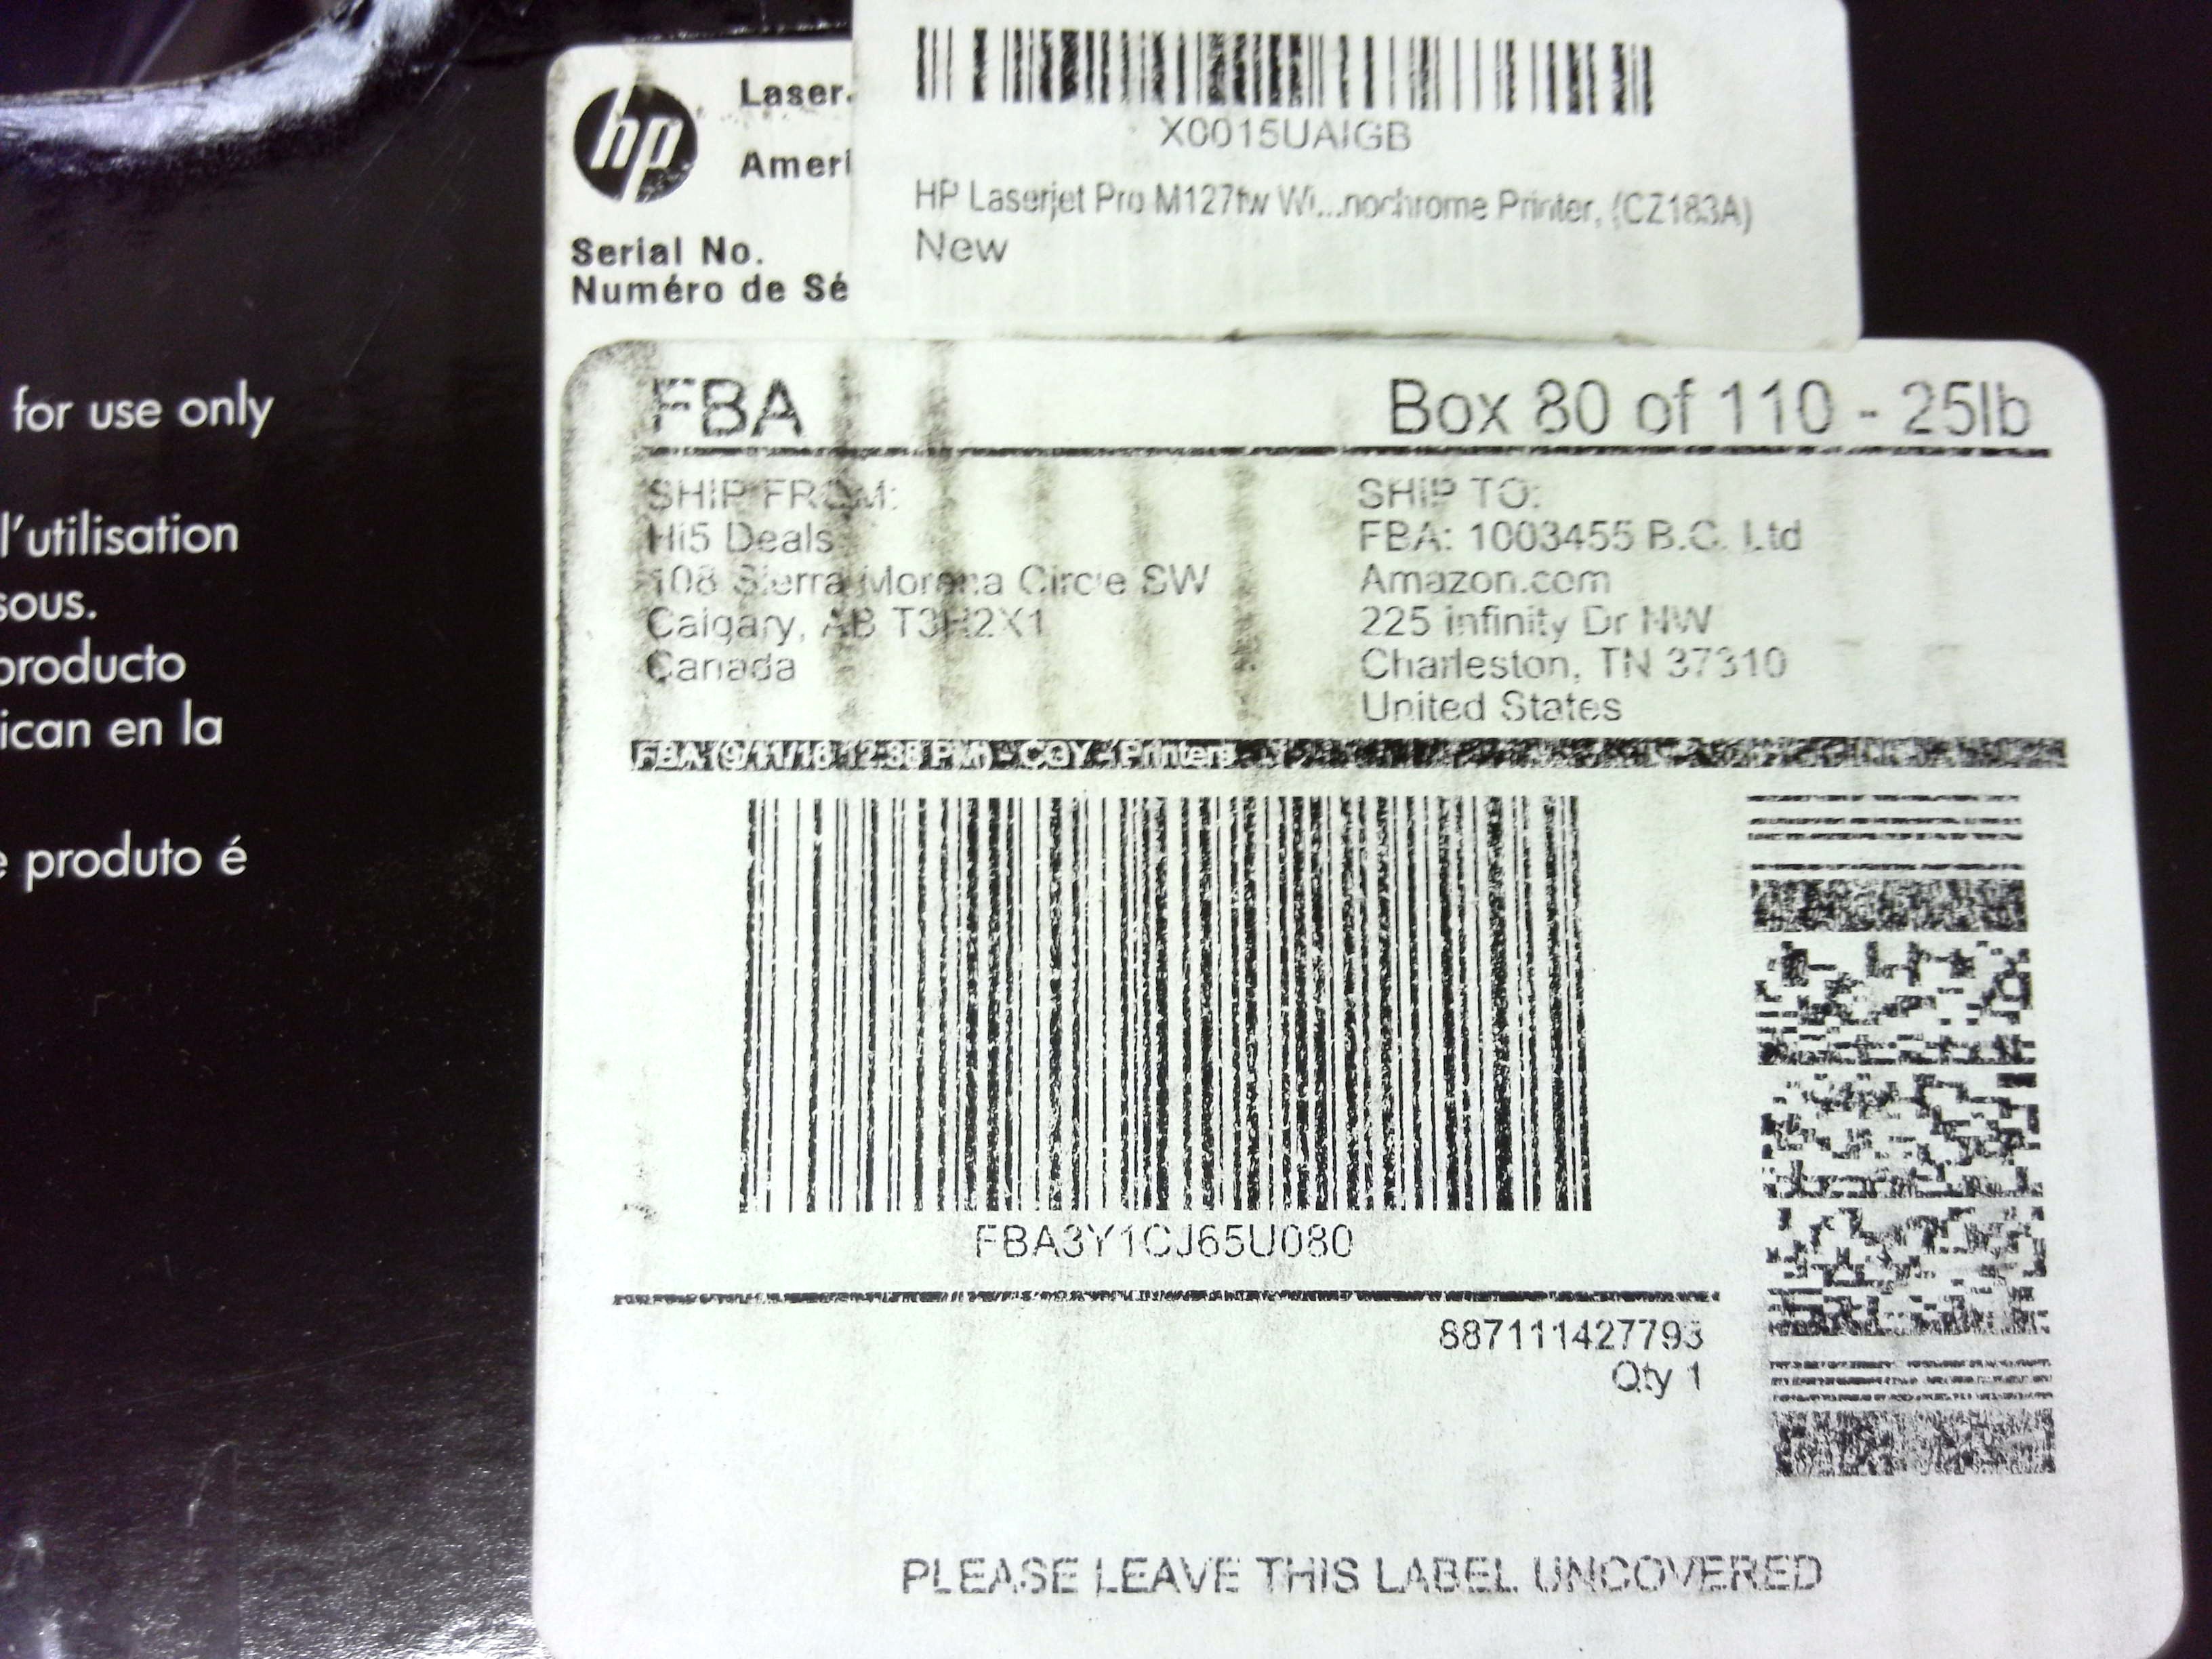 hp
Laser
Ameri
Serial No.
Numéro de Sé
X0015UAIGB
HP Laserjet Pro M127fw Wi...nochrome Printer, (CZ183A)
New
for use only
l'utilisation
sous.
producto
ican en la
produto é
FBA
Box 80 of 110 - 25lb
SHIP FROM:
Hi5 Deals
108 Sierra Morena Circle SW
Calgary, AB T3H2X1
Canada
SHIP TO:
FBA: 1003455 B.C. Ltd
Amazon.com
225 Infinity Dr NW
Charleston, TN 37310
United States
FBA (9/11/16 12:38 PM) - CGY - Printers
FBA3Y1CJ65U080
887111427793
Qty 1
PLEASE LEAVE THIS LABEL UNCOVERED